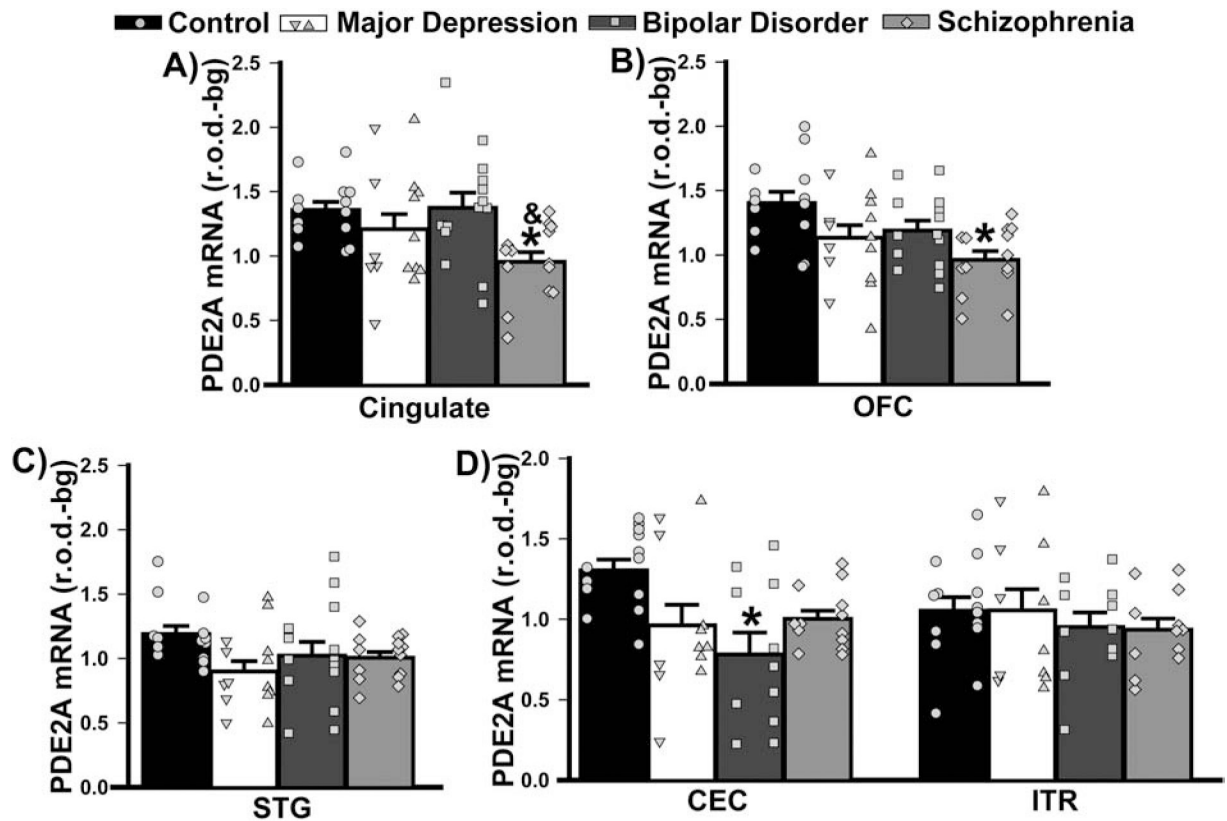 Control Major Depression Bipolar Disorder Schizophrenia
A)
PDE2A mRNA (r.o.d.-bg)
2.5
2.0
1.5
1.0
0.5
0.0
&
*
Cingulate
B)
PDE2A mRNA (r.o.d.-bg)
2.5
2.0
1.5
1.0
0.5
0.0
*
OFC
C)
PDE2A mRNA (r.o.d.-bg)
2.5
2.0
1.5
1.0
0.5
0.0
STG
D)
PDE2A mRNA (r.o.d.-bg)
2.0
1.5
1.0
0.5
0.0
*
CEC ITR